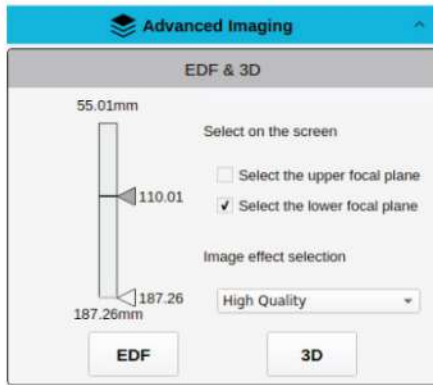 Advanced Imaging
EDF & 3D
55.01mm
Select on the screen
Select the upper focal plane
110.01
Select the lower focal plane
Image effect selection
187.26
High Quality
187.26mm
EDF
3D